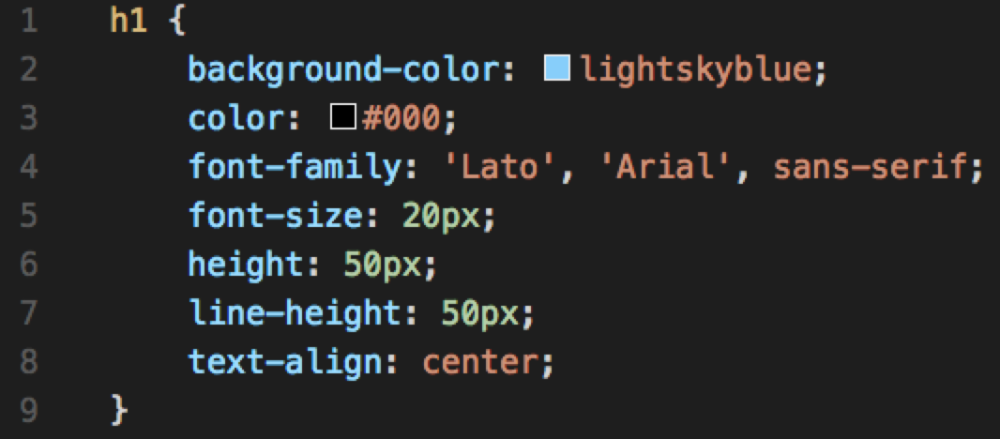 1 h1 {
2 background-color: lightskyblue;
3 color: #000;
4 font-family: 'Lato', 'Arial', sans-serif;
5 font-size: 20px;
6 height: 50px;
7 line-height: 50px;
8 text-align: center;
9 }